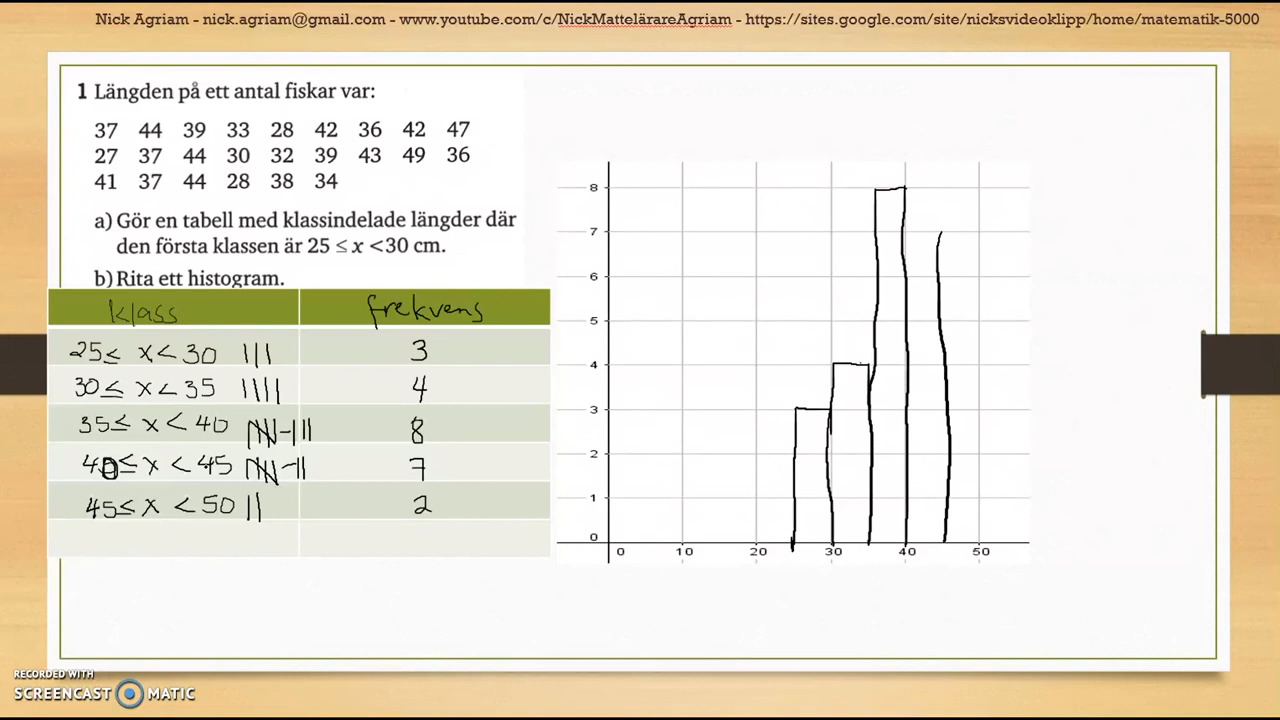 Nick Agriam - nick.agriam@gmail.com - www.youtube.com/c/NickMattelärareAgriam - https://sites.google.com/site/nicksvideoklipp/home/matematik-5000
1 Längden på ett antal fiskar var:
37 44 39 33 28 42 36 42 47
27 37 44 30 32 39 43 49 36
41 37 44 28 38 34
a) Gör en tabell med klassindelade längder där
den första klassen är 25 ≤ x < 30 cm.
b) Rita ett histogram.
klass frekvens
25 ≤ x < 30 ||| 3
30 ≤ x < 35 |||| 4
35 ≤ x < 40 8
40 ≤ x < 45 7
45 ≤ x < 50 || 2
8
7
6
5
4
3
2
1
0
0 10 20 30 40 50
RECORDED WITH
SCREENCAST MATIC